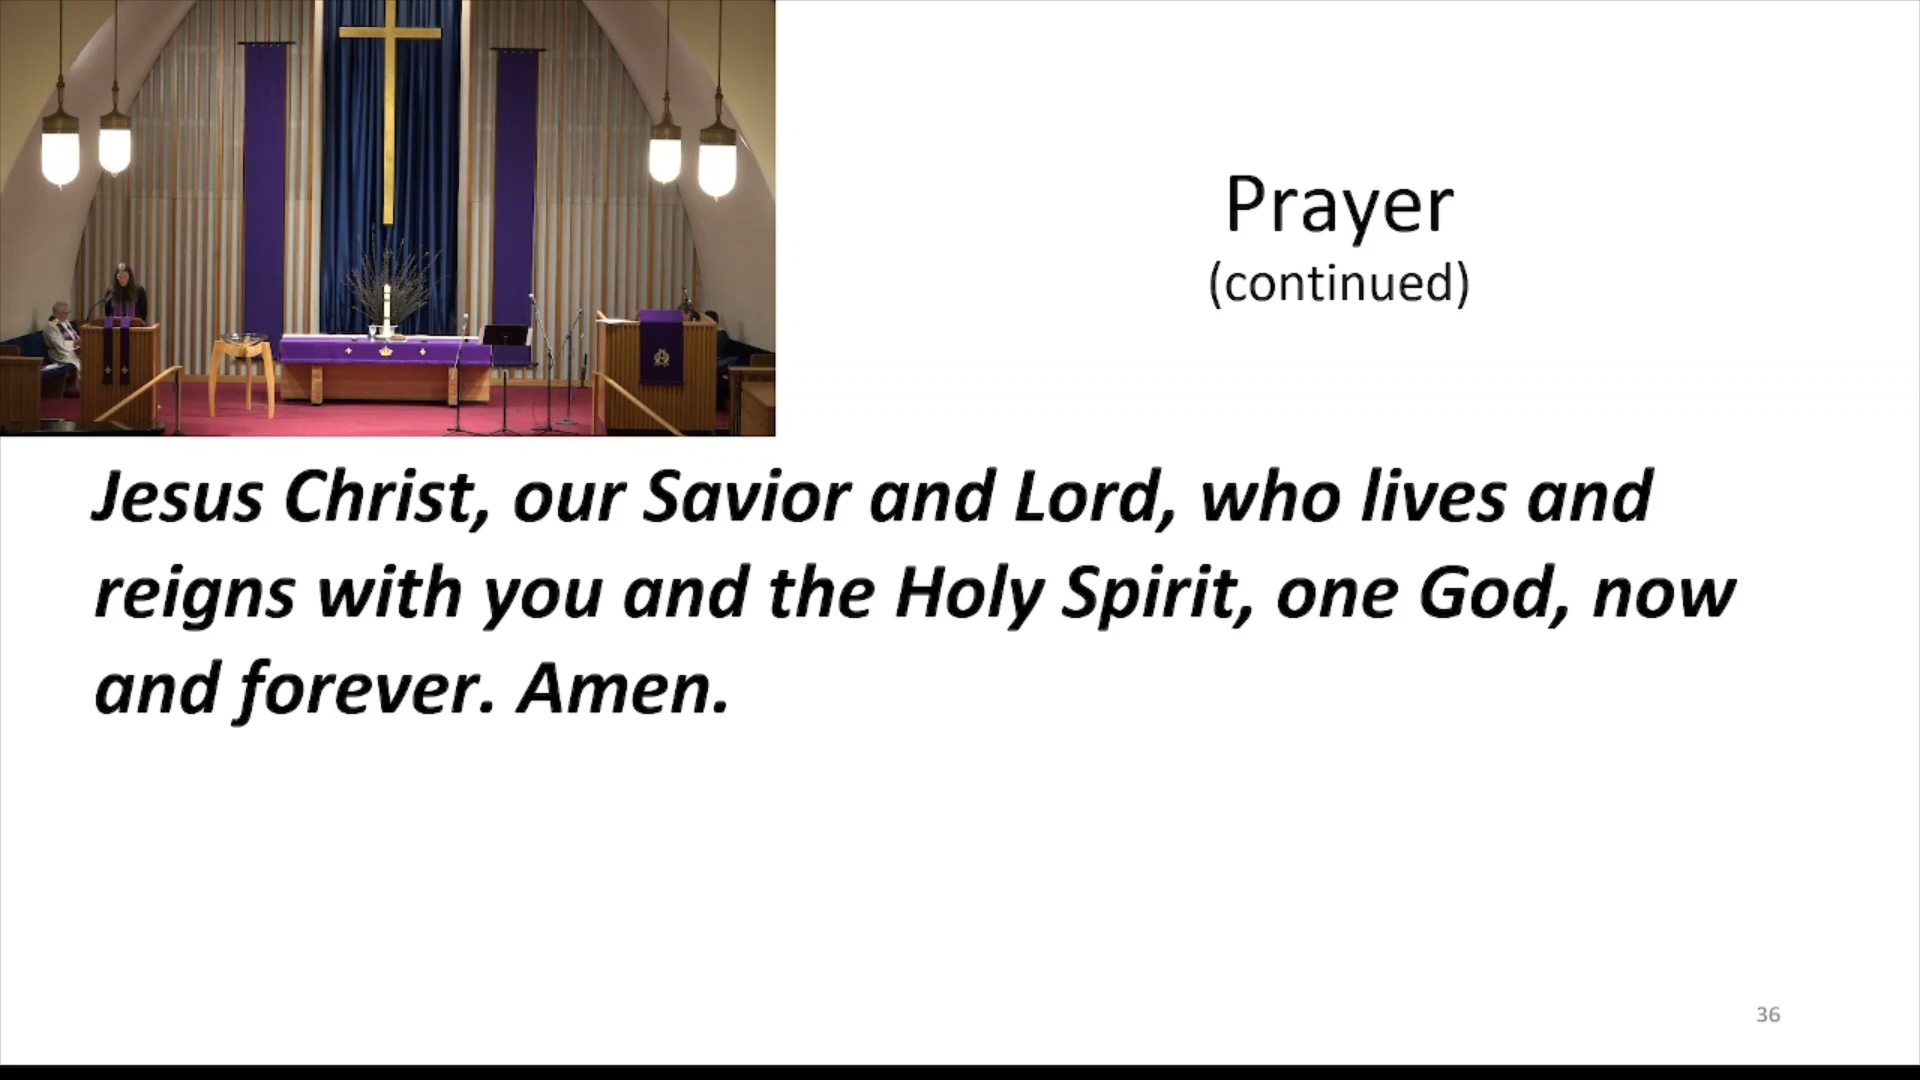 Prayer
(continued)
Jesus Christ, our Savior and Lord, who lives and
reigns with you and the Holy Spirit, one God, now
and forever. Amen.
36